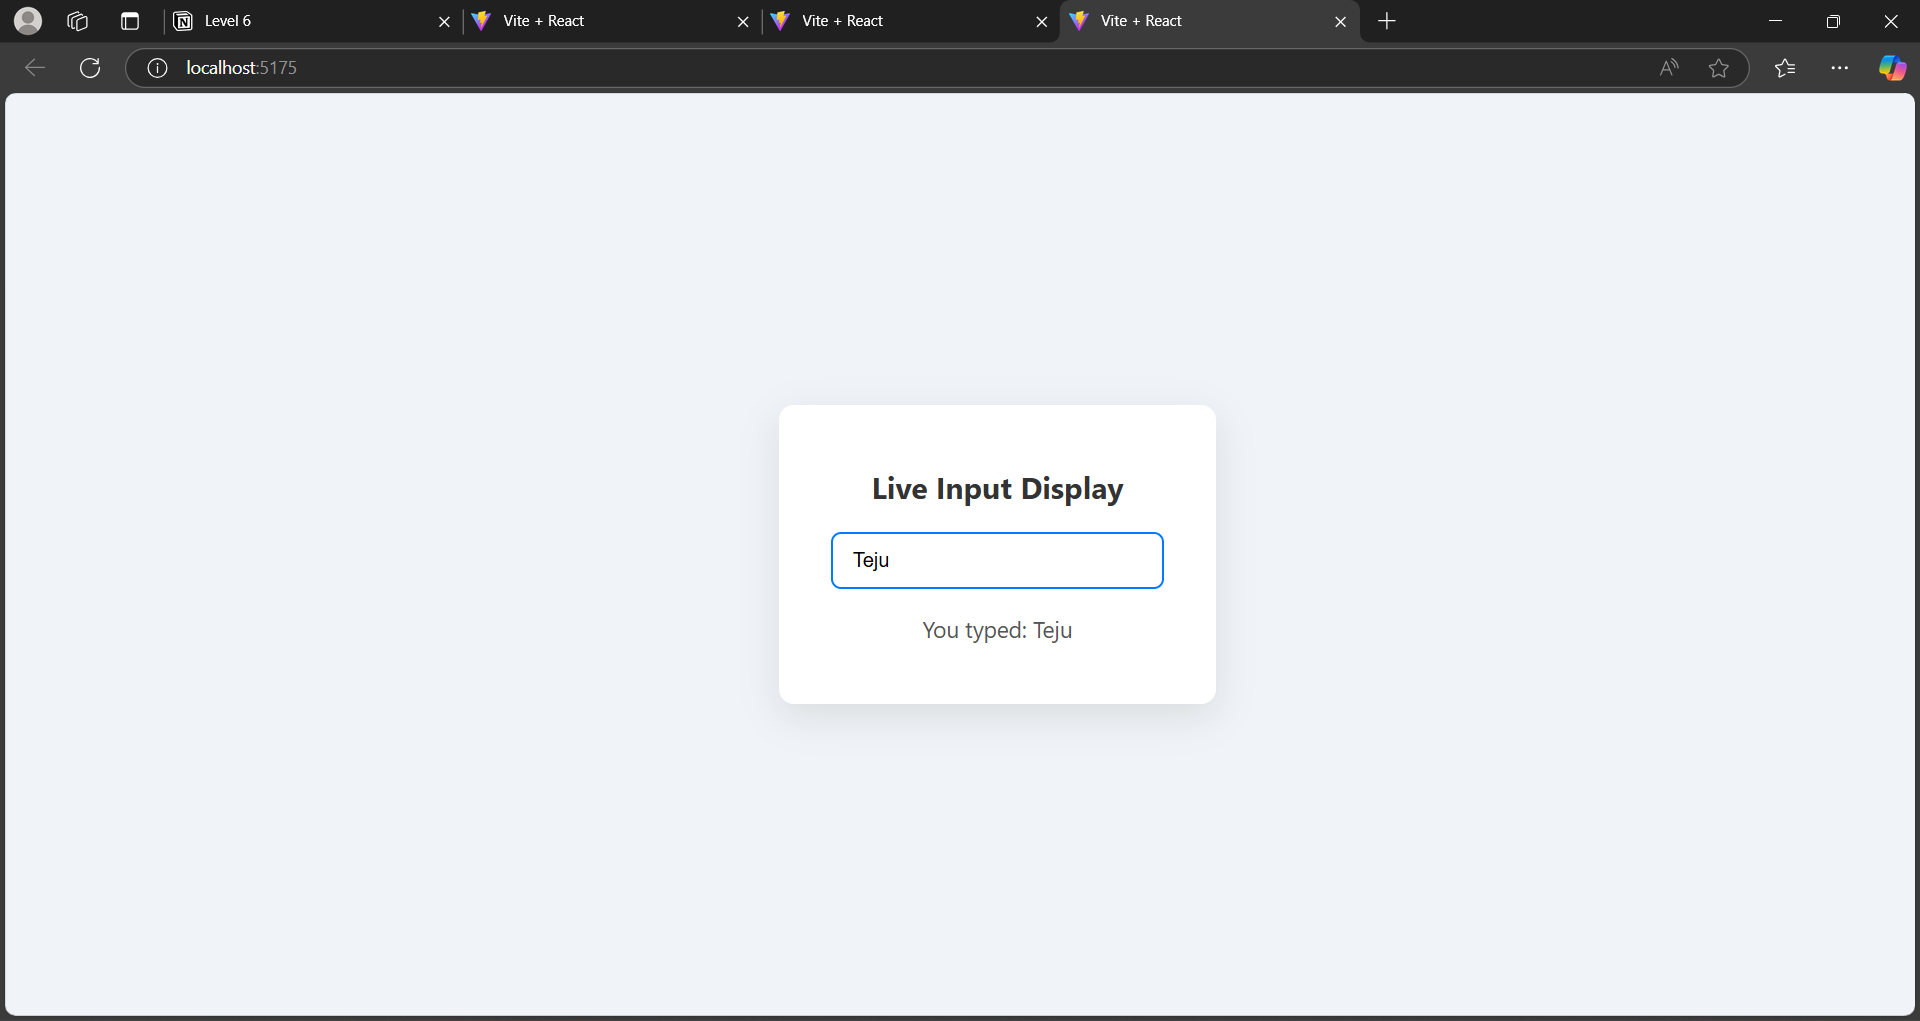 Level 6
Vite + React
Vite + React
Vite + React
localhost:5175
Live Input Display
Teju
You typed: Teju